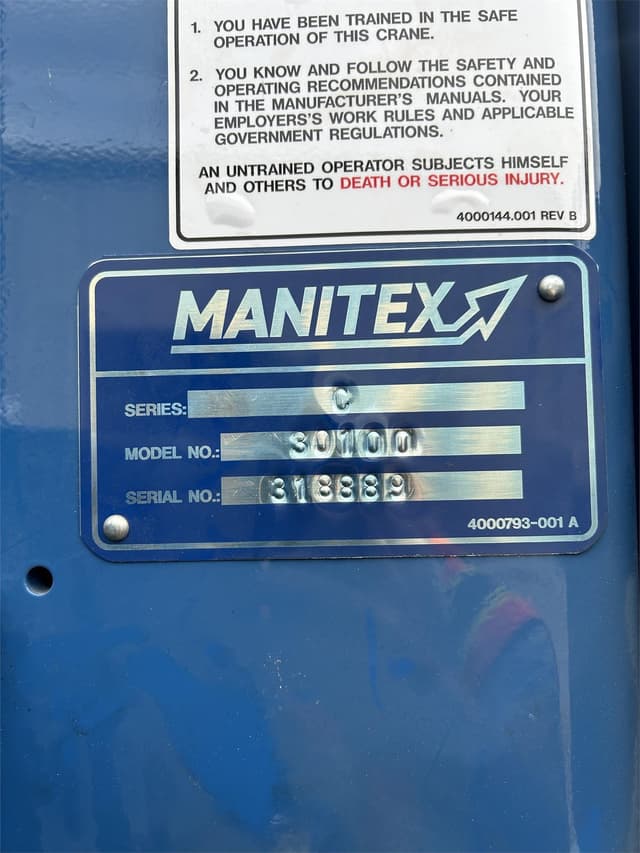 1. YOU HAVE BEEN TRAINED IN THE SAFE
OPERATION OF THIS CRANE.
2. YOU KNOW AND FOLLOW THE SAFETY AND
OPERATING RECOMMENDATIONS CONTAINED
IN THE MANUFACTURER'S MANUALS. YOUR
EMPLOYERS'S WORK RULES AND APPLICABLE
GOVERNMENT REGULATIONS.
AN UNTRAINED OPERATOR SUBJECTS HIMSELF
AND OTHERS TO DEATH OR SERIOUS INJURY.
4000144.001 REV B
MANITEX
SERIES: C
MODEL NO.: 30100
SERIAL NO.: 318889
4000793-001 A